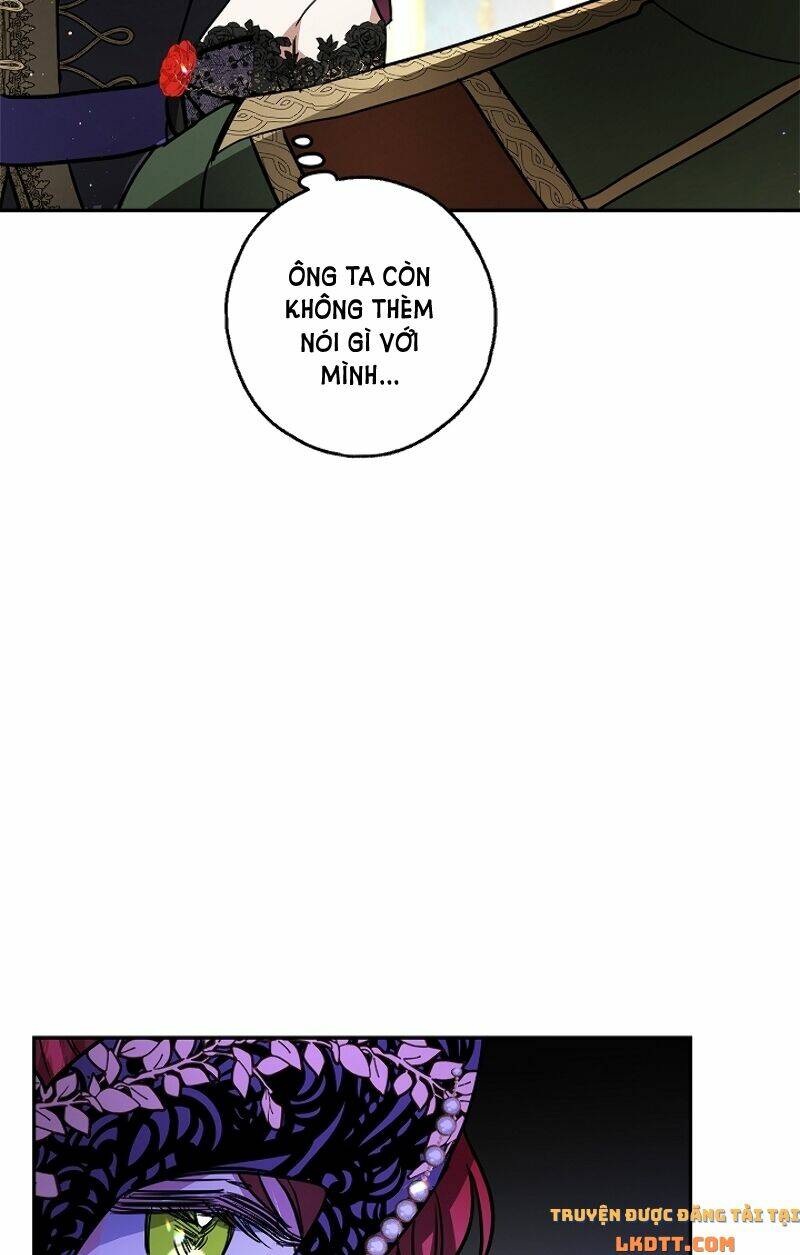 ÔNG TA CÒN
KHÔNG THÈM
NÓI GÌ VỚI
MÌNH...
TRUYỆN ĐƯỢC ĐĂNG TẢI TẠI
LKDTT.COM